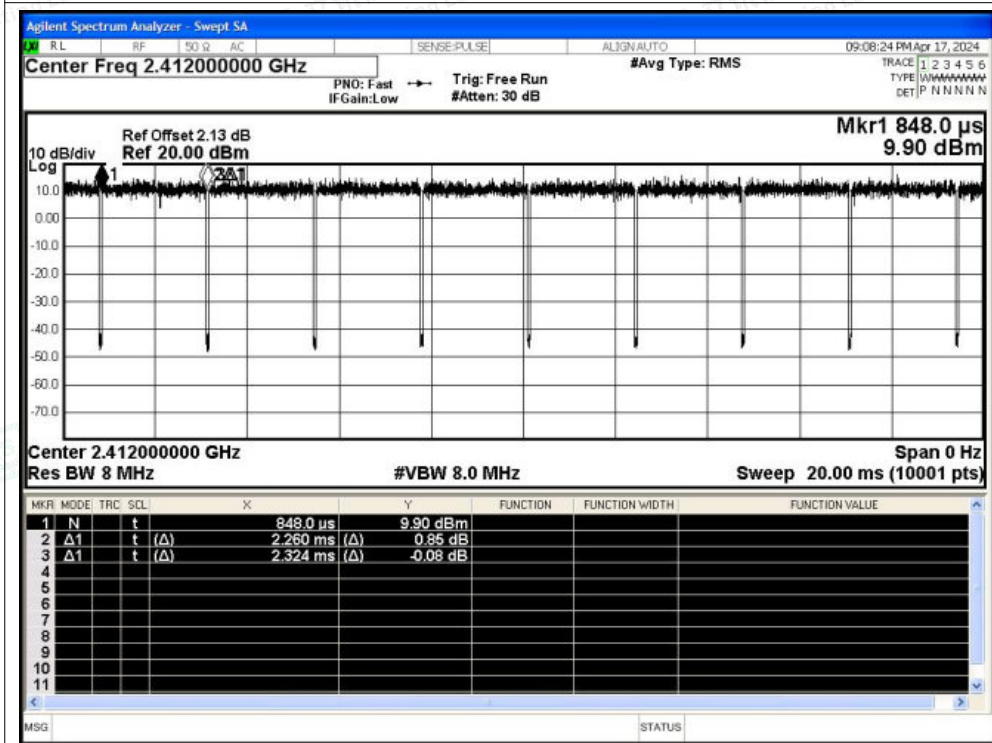 Agilent Spectrum Analyzer - Swept SA
LXI RL RF 50 Ω AC SENSE:PULSE ALIGN AUTO 09:08:24 PM Apr 17, 2024
Center Freq 2.412000000 GHz #Avg Type: RMS TRACE 1 2 3 4 5 6
PNO: Fast Trig: Free Run TYPE WWWWWW
IFGain:Low #Atten: 30 dB DET P N N N N N
Mkr1 848.0 µs
Ref Offset 2.13 dB
10 dB/div Ref 20.00 dBm 9.90 dBm
Log
1 2Δ1
10.0
0.00
-10.0
-20.0
-30.0
-40.0
-50.0
-60.0
-70.0
Center 2.412000000 GHz Span 0 Hz
Res BW 8 MHz #VBW 8.0 MHz Sweep 20.00 ms (10001 pts)
MKR MODE TRC SCL X Y FUNCTION FUNCTION WIDTH FUNCTION VALUE
1 N t 848.0 µs 9.90 dBm
2 Δ1 t (Δ) 2.260 ms (Δ) 0.85 dB
3 Δ1 t (Δ) 2.324 ms (Δ) -0.08 dB
4
5
6
7
8
9
10
11
MSG STATUS